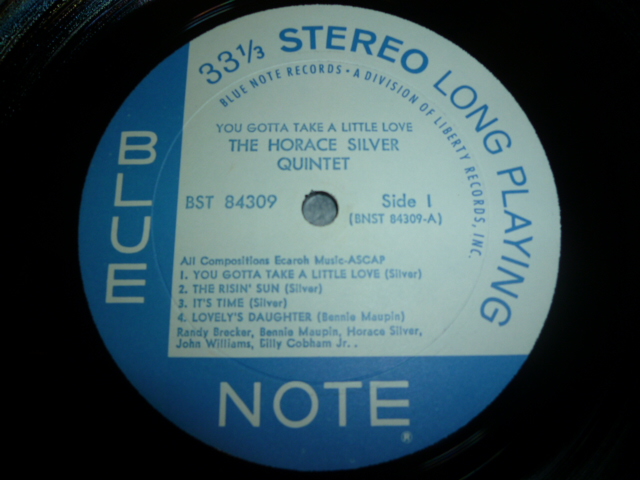 33⅓ STEREO LONG PLAYING
BLUE NOTE RECORDS • A DIVISION OF LIBERTY RECORDS, INC.
YOU GOTTA TAKE A LITTLE LOVE
THE HORACE SILVER
QUINTET
BST 84309
Side 1
(BNST 84309-A)
All Compositions Ecaroh Music-ASCAP
1. YOU GOTTA TAKE A LITTLE LOVE (Silver)
2. THE RISIN' SUN (Silver)
3. IT'S TIME (Silver)
4. LOVELY'S DAUGHTER (Bennie Maupin)
Randy Brecker, Bennie Maupin, Horace Silver,
John Williams, Billy Cobham Jr. .
BLUE
NOTE
®